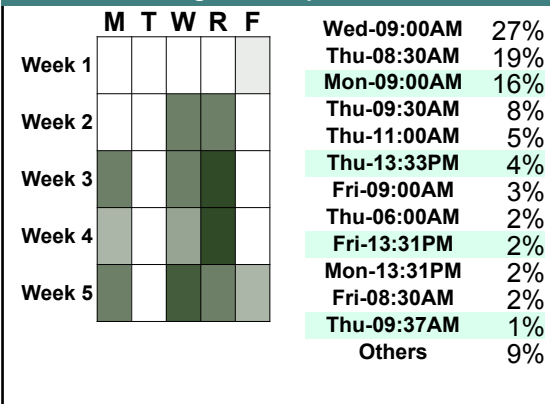 M T W R F
Week 1
Week 2
Week 3
Week 4
Week 5
Wed-09:00AM 27%
Thu-08:30AM 19%
Mon-09:00AM 16%
Thu-09:30AM 8%
Thu-11:00AM 5%
Thu-13:33PM 4%
Fri-09:00AM 3%
Thu-06:00AM 2%
Fri-13:31PM 2%
Mon-13:31PM 2%
Fri-08:30AM 2%
Thu-09:37AM 1%
Others 9%